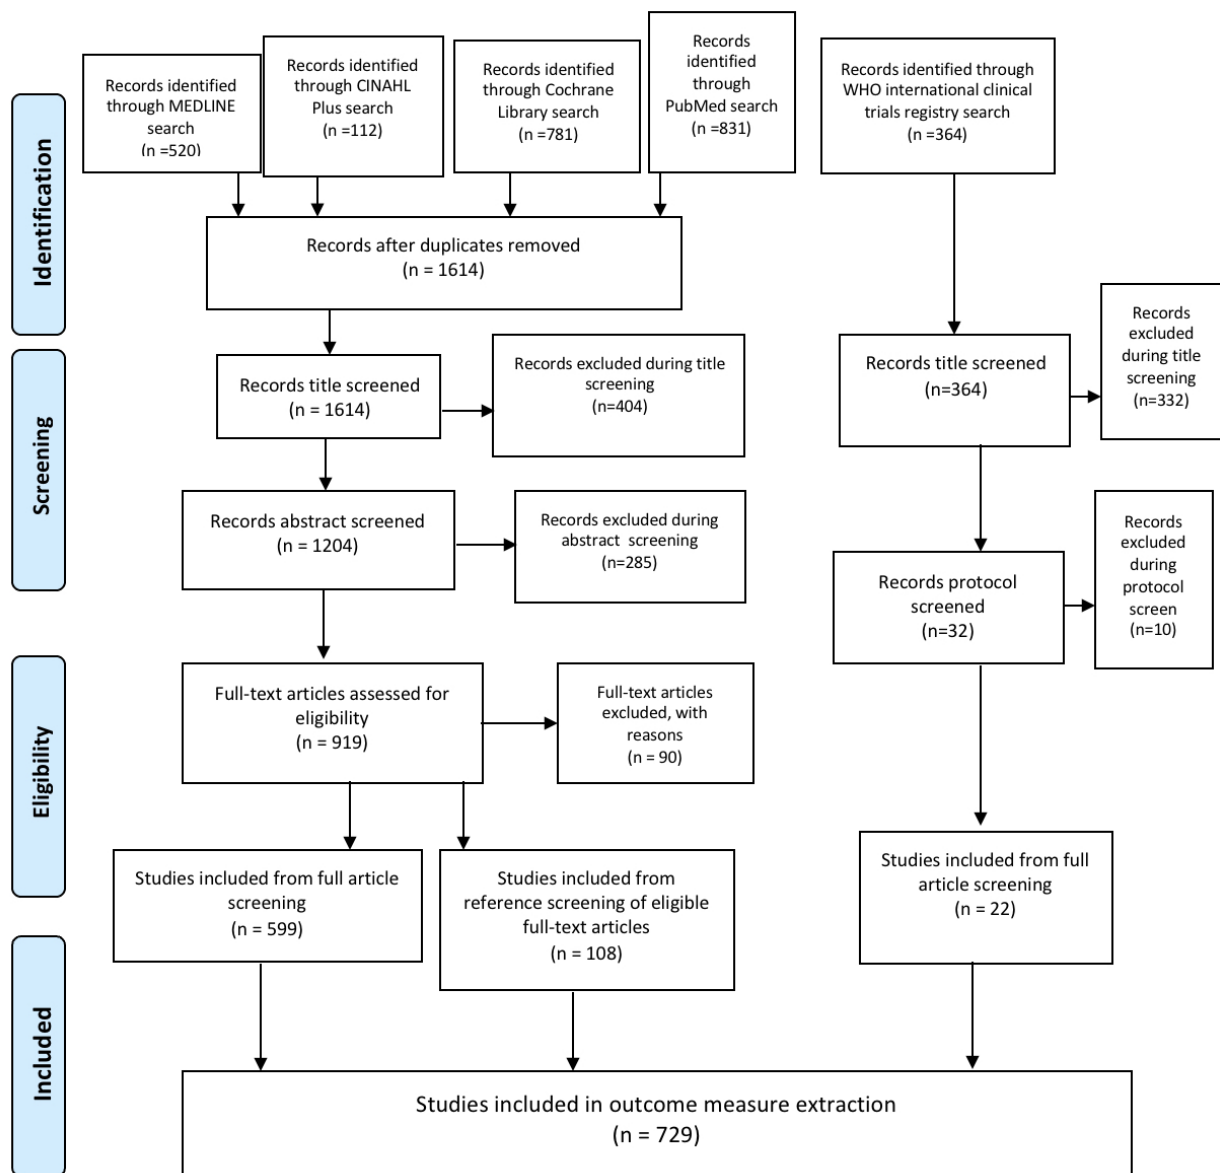 Records identified
through MEDLINE
search
(n =520)
Records identified
through CINAHL
Plus search
(n =112)
Records identified
through Cochrane
Library search
(n =781)
Records
identified
through
PubMed search
(n =831)
Records identified through
WHO international clinical
trials registry search
(n =364)
Identification
Records after duplicates removed
(n = 1614)
Screening
Records title screened
(n = 1614)
Records excluded during title
screening
(n=404)
Records title screened
(n=364)
Records
excluded
during title
screening
(n=332)
Records abstract screened
(n = 1204)
Records excluded during
abstract screening
(n=285)
Records protocol
screened
(n=32)
Records
excluded
during
protocol
screen
(n=10)
Eligibility
Full-text articles assessed for
eligibility
(n = 919)
Full-text articles
excluded, with
reasons
(n = 90)
Studies included from full article
screening
(n = 599)
Studies included from
reference screening of eligible
full-text articles
(n = 108)
Studies included from full
article screening
(n = 22)
Included
Studies included in outcome measure extraction
(n = 729)